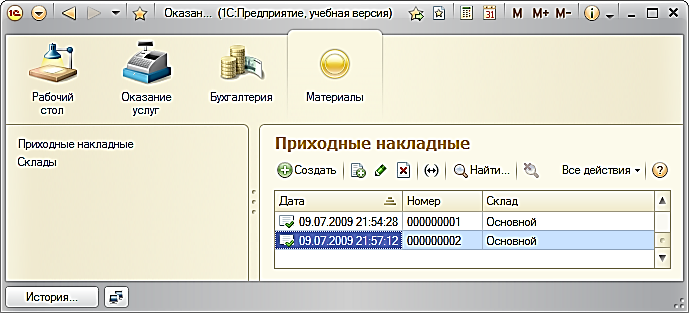 Оказан... (1С:Предприятие, учебная версия)
M M+ M-
Рабочий
стол
Оказание
услуг
Бухгалтерия
Материалы
Приходные накладные
Склады
Приходные накладные
Создать Найти... Все действия
Дата Номер Склад
09.07.2009 21:54:28 000000001 Основной
09.07.2009 21:57:12 000000002 Основной
История...